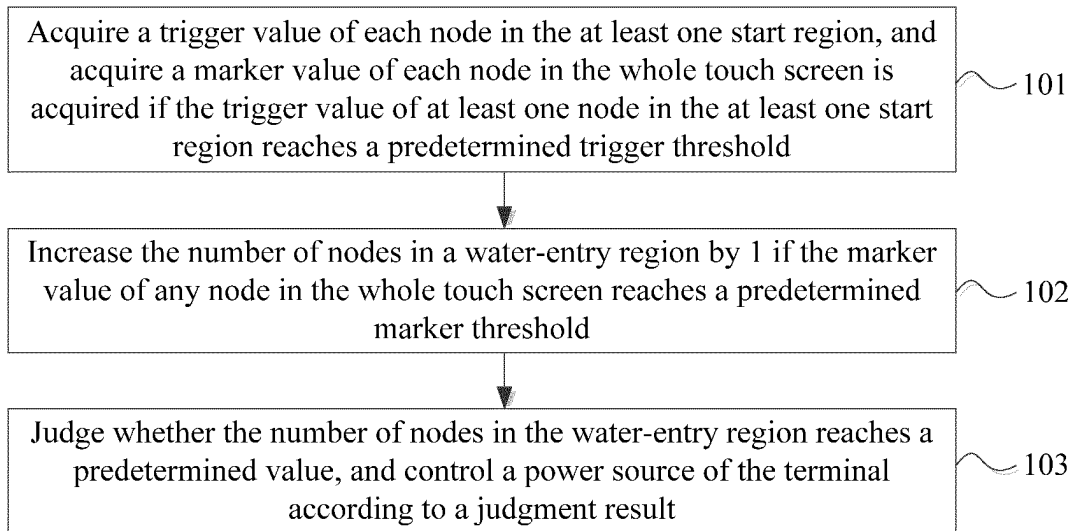 Acquire a trigger value of each node in the at least one start region, and
acquire a marker value of each node in the whole touch screen is
acquired if the trigger value of at least one node in the at least one start
region reaches a predetermined trigger threshold
101
Increase the number of nodes in a water-entry region by 1 if the marker
value of any node in the whole touch screen reaches a predetermined
marker threshold
102
Judge whether the number of nodes in the water-entry region reaches a
predetermined value, and control a power source of the terminal
according to a judgment result
103